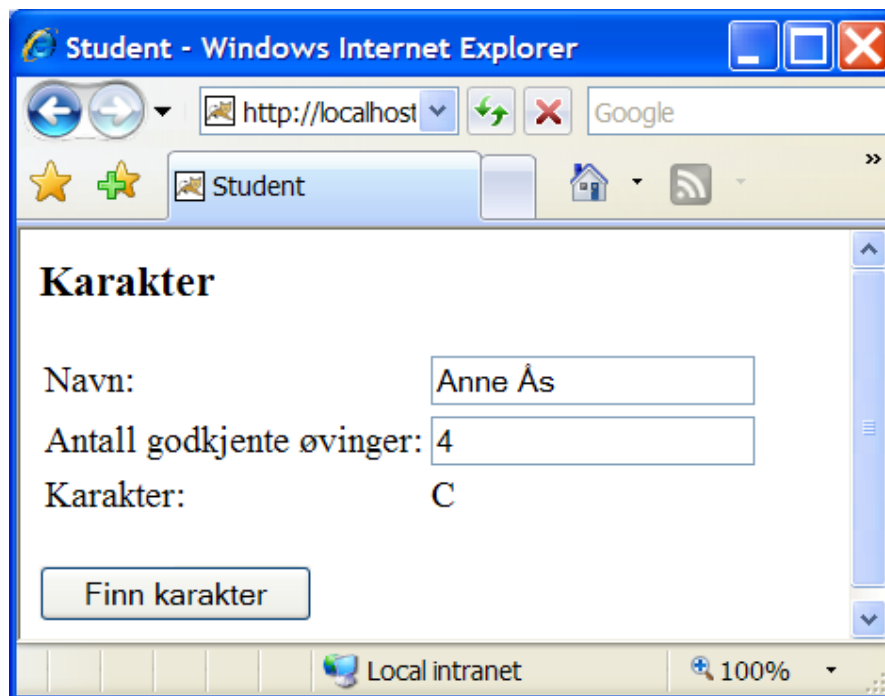 Student - Windows Internet Explorer
http://localhost
Google
»
Student
Karakter
Navn: Anne Ås
Antall godkjente øvinger: 4
Karakter: C
Finn karakter
Local intranet 100%